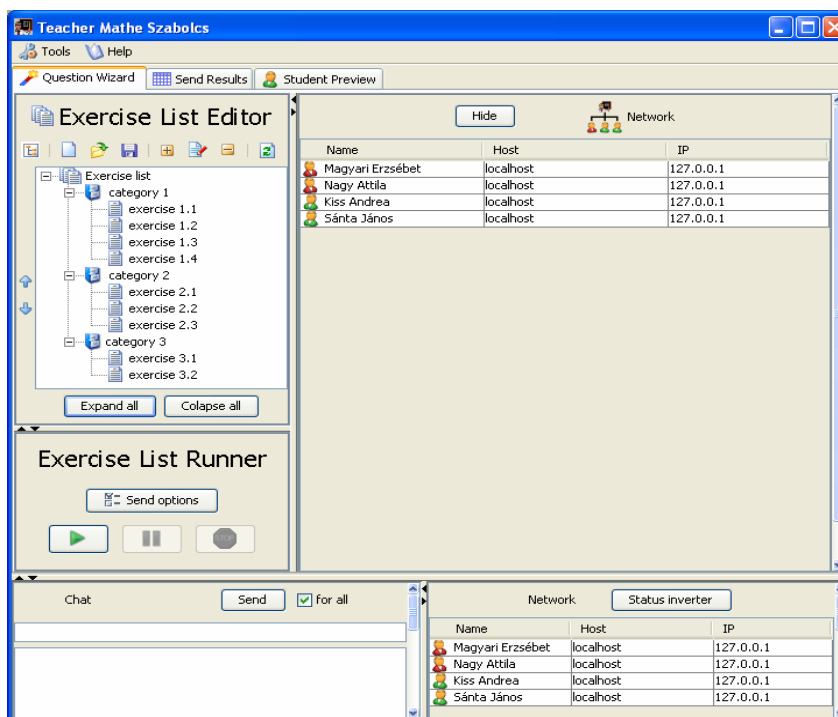 Teacher Mathe Szabolcs
Tools Help
Question Wizard Send Results Student Preview
Exercise List Editor
Exercise list
category 1
exercise 1.1
exercise 1.2
exercise 1.3
exercise 1.4
category 2
exercise 2.1
exercise 2.2
exercise 2.3
category 3
exercise 3.1
exercise 3.2
Expand all Colapse all
Exercise List Runner
Send options
STOP
Hide Network
Name Host IP
Magyari Erzsébet localhost 127.0.0.1
Nagy Attila localhost 127.0.0.1
Kiss Andrea localhost 127.0.0.1
Sánta János localhost 127.0.0.1
Chat Send for all
Network Status inverter
Name Host IP
Magyari Erzsébet localhost 127.0.0.1
Nagy Attila localhost 127.0.0.1
Kiss Andrea localhost 127.0.0.1
Sánta János localhost 127.0.0.1